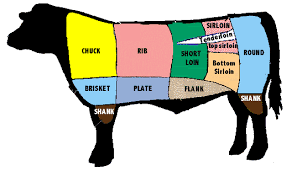 CHUCK
RIB
SHORT
LOIN
SIRLOIN
tenderloin
top sirloin
Bottom
Sirloin
ROUND
BRISKET
PLATE
FLANK
SHANK
SHANK